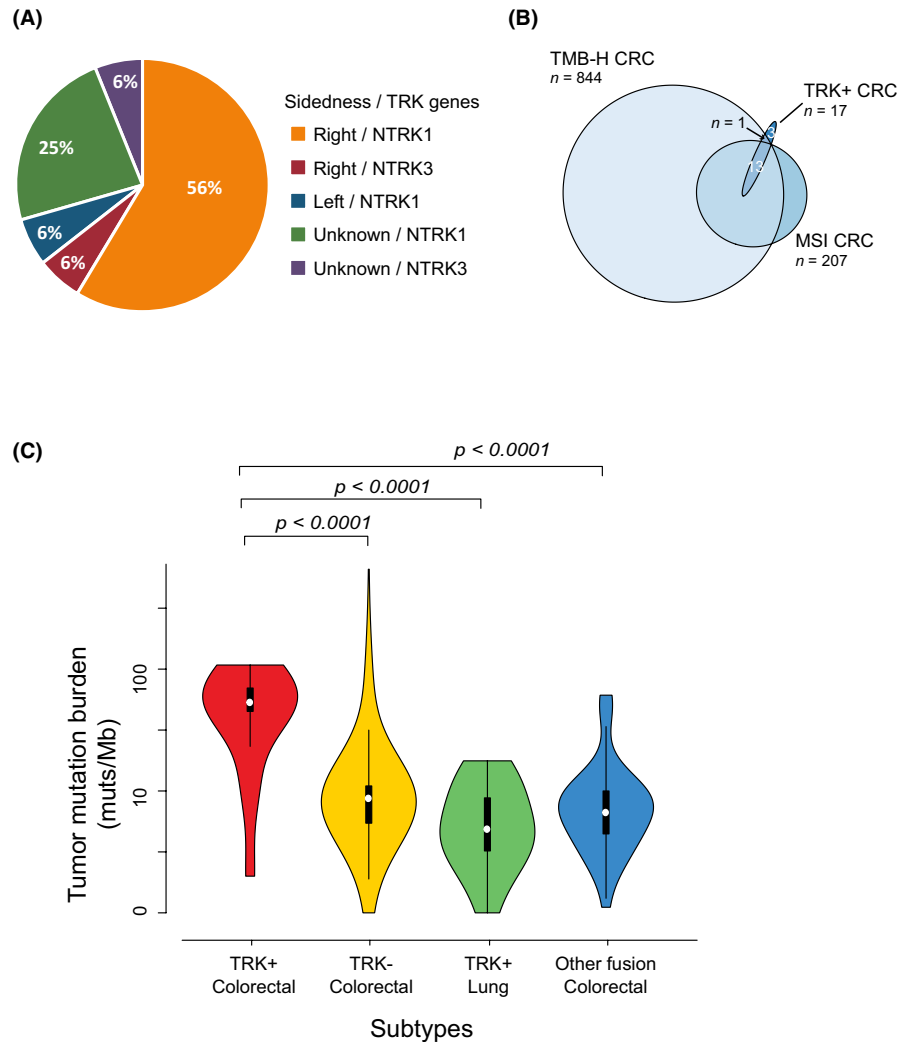 (A)
6%
25%
56%
6%
6%
Sidedness / TRK genes
Right / NTRK1
Right / NTRK3
Left / NTRK1
Unknown / NTRK1
Unknown / NTRK3
(B)
TMB-H CRC
n = 844
TRK+ CRC
n = 17
n = 1
3
13
MSI CRC
n = 207
(C)
p < 0.0001
p < 0.0001
p < 0.0001
Tumor mutation burden
(muts/Mb)
100
10
0
TRK+
Colorectal
TRK-
Colorectal
TRK+
Lung
Other fusion
Colorectal
Subtypes